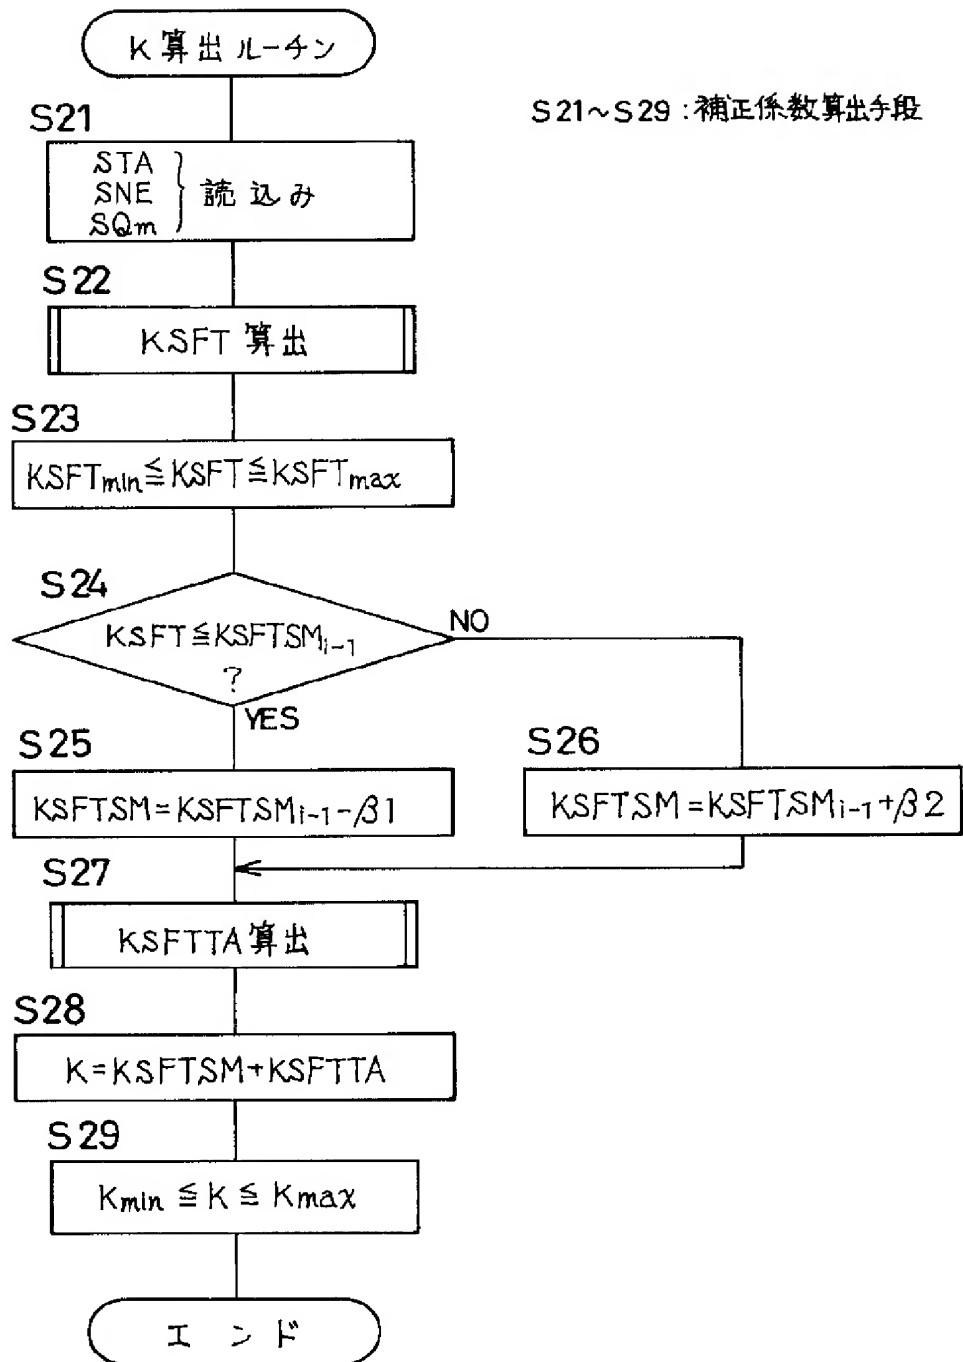 K算出ルーチン
S21～S29：補正係数算出手段
S21
STA
SNE
SQm
読込み
S22
KSFT算出
S23
KSFTmin≦KSFT≦KSFTmax
S24
KSFT≦KSFTSMi-1
?
NO
YES
S25
KSFTSM=KSFTSMi-1-β1
S26
KSFTSM=KSFTSMi-1+β2
S27
KSFTTA算出
S28
K=KSFTSM+KSFTTA
S29
Kmin≦K≦Kmax
エンド